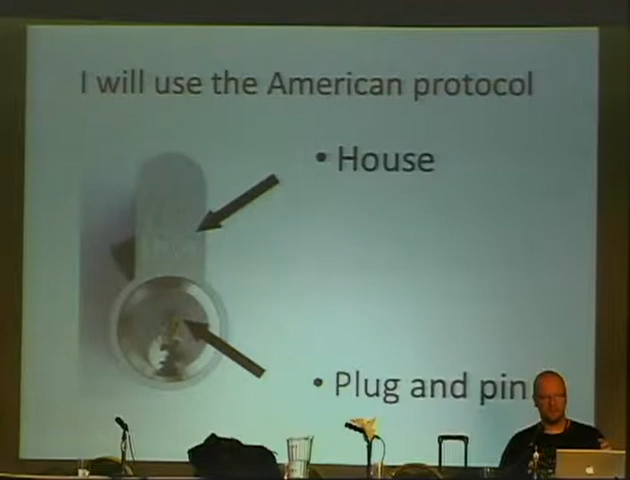 I will use the American protocol
• House
• Plug and pin